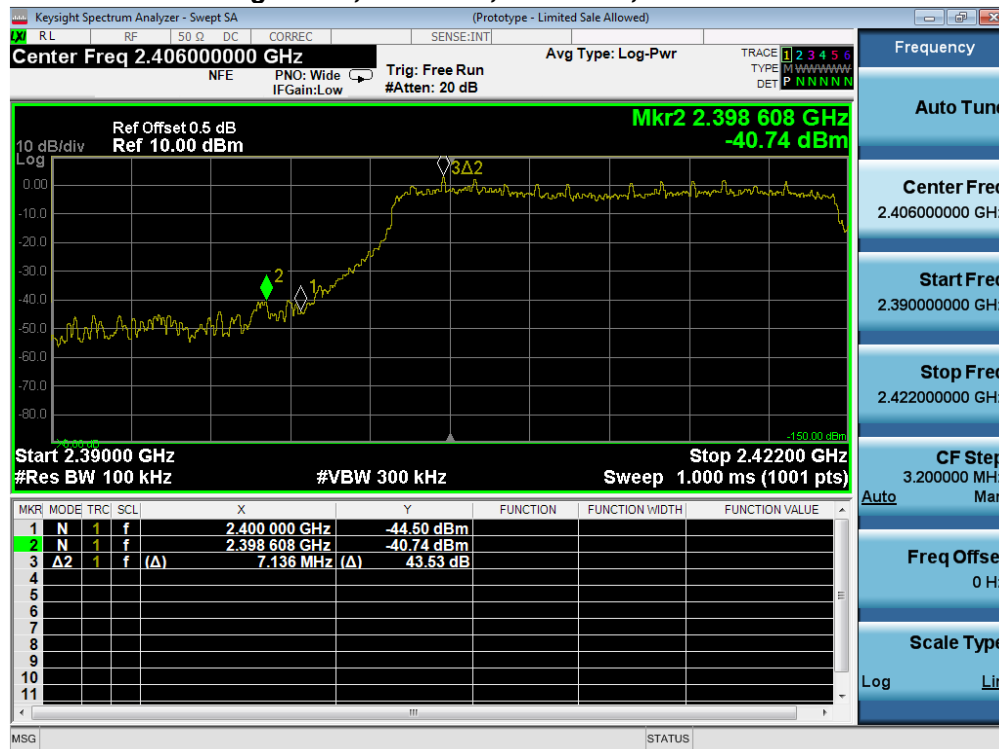 Keysight Spectrum Analyzer - Swept SA (Prototype - Limited Sale Allowed)
LXI RL RF 50 Ω DC CORREC SENSE:INT
Center Freq 2.406000000 GHz
NFE PNO: Wide
IFGain:Low
Trig: Free Run
#Atten: 20 dB
Avg Type: Log-Pwr
TRACE 1 2 3 4 5 6
TYPE M WWWWW
DET P N N N N N
Mkr2 2.398 608 GHz
-40.74 dBm
Ref Offset 0.5 dB
10 dB/div Ref 10.00 dBm
Log
3Δ2
0.00
-10.0
-20.0
-30.0
2
1
-40.0
-50.0
-60.0
-70.0
-80.0
-150.00 dBm
Start 2.39000 GHz Stop 2.42200 GHz
#Res BW 100 kHz #VBW 300 kHz Sweep 1.000 ms (1001 pts)
MKR MODE TRC SCL X Y FUNCTION FUNCTION WIDTH FUNCTION VALUE
1 N 1 f 2.400 000 GHz -44.50 dBm
2 N 1 f 2.398 608 GHz -40.74 dBm
3 Δ2 1 f (Δ) 7.136 MHz (Δ) 43.53 dB
4
5
6
7
8
9
10
11
MSG STATUS
Frequency
Auto Tune
Center Freq
2.406000000 GHz
Start Freq
2.390000000 GHz
Stop Freq
2.422000000 GHz
CF Step
3.200000 MHz
Auto Man
Freq Offset
0 Hz
Scale Type
Log Lin